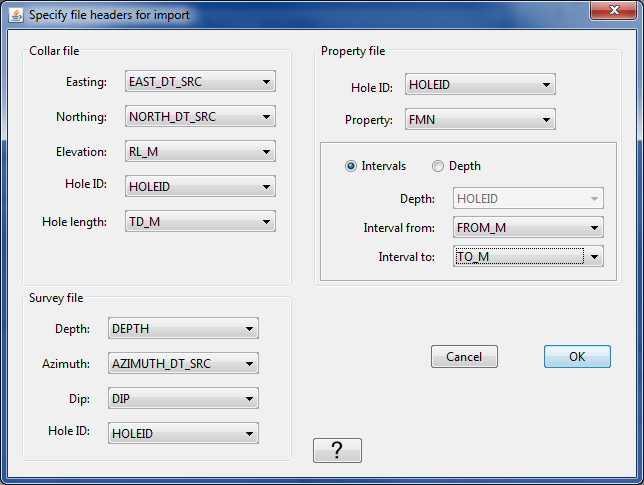 Specify file headers for import
Collar file
Easting: EAST_DT_SRC
Northing: NORTH_DT_SRC
Elevation: RL_M
Hole ID: HOLEID
Hole length: TD_M
Survey file
Depth: DEPTH
Azimuth: AZIMUTH_DT_SRC
Dip: DIP
Hole ID: HOLEID
Property file
Hole ID: HOLEID
Property: FMN
Intervals Depth
Depth: HOLEID
Interval from: FROM_M
Interval to: TO_M
Cancel OK
?